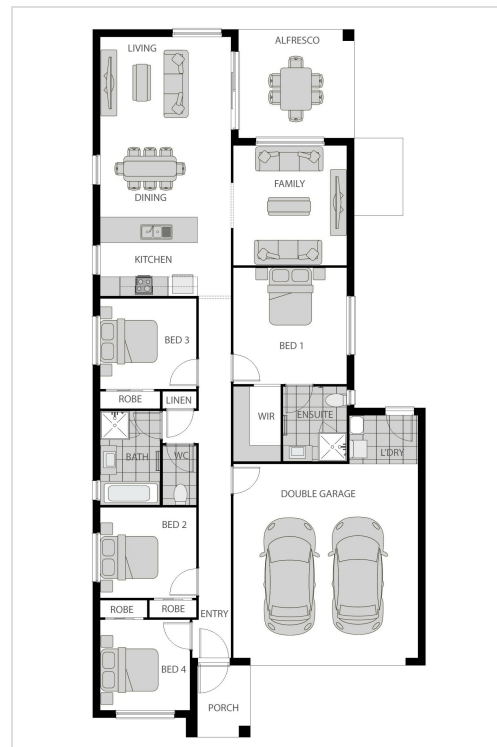 LIVING
ALFRESCO
DINING
FAMILY
KITCHEN
BED 3
BED 1
ROBE
LINEN
WIR
ENSUITE
BATH
WC
L'DRY
DOUBLE GARAGE
BED 2
ROBE
ROBE
ENTRY
BED 4
PORCH